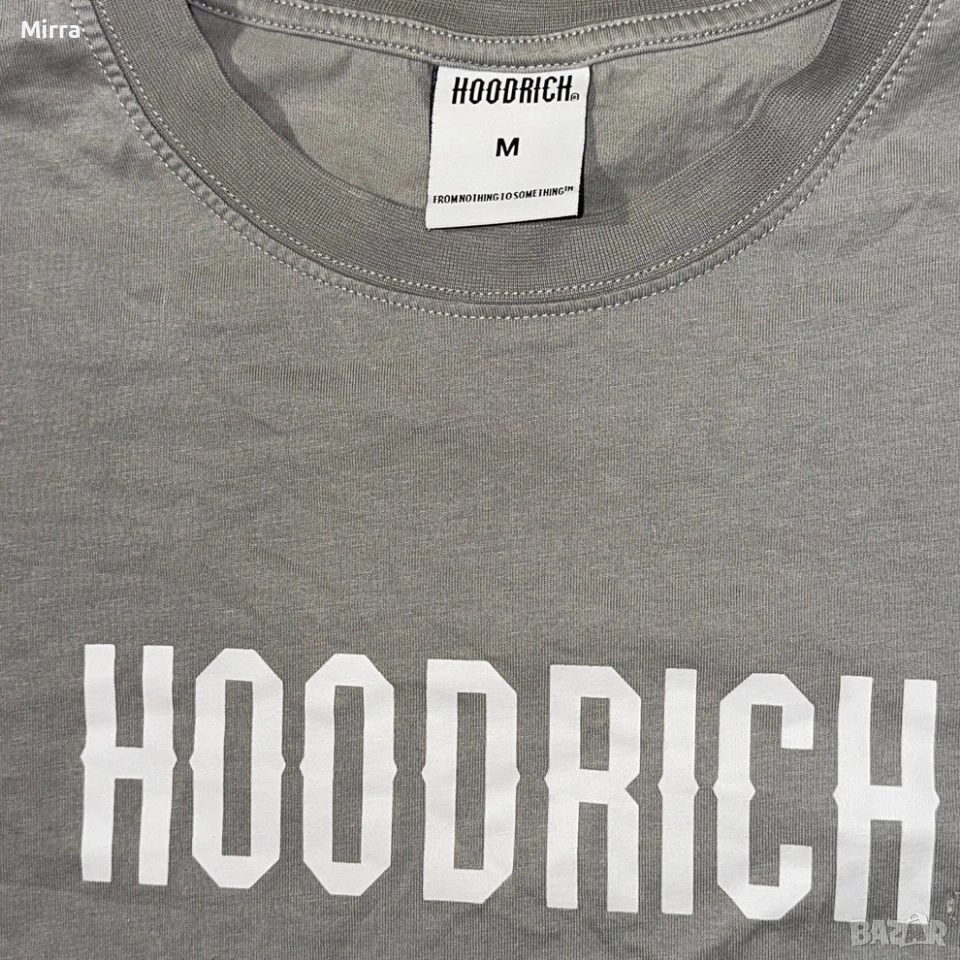 Mirra
HOODRICH
M
FROM NOTHING TO SOMETHING™
HOODRICH
BAZAR